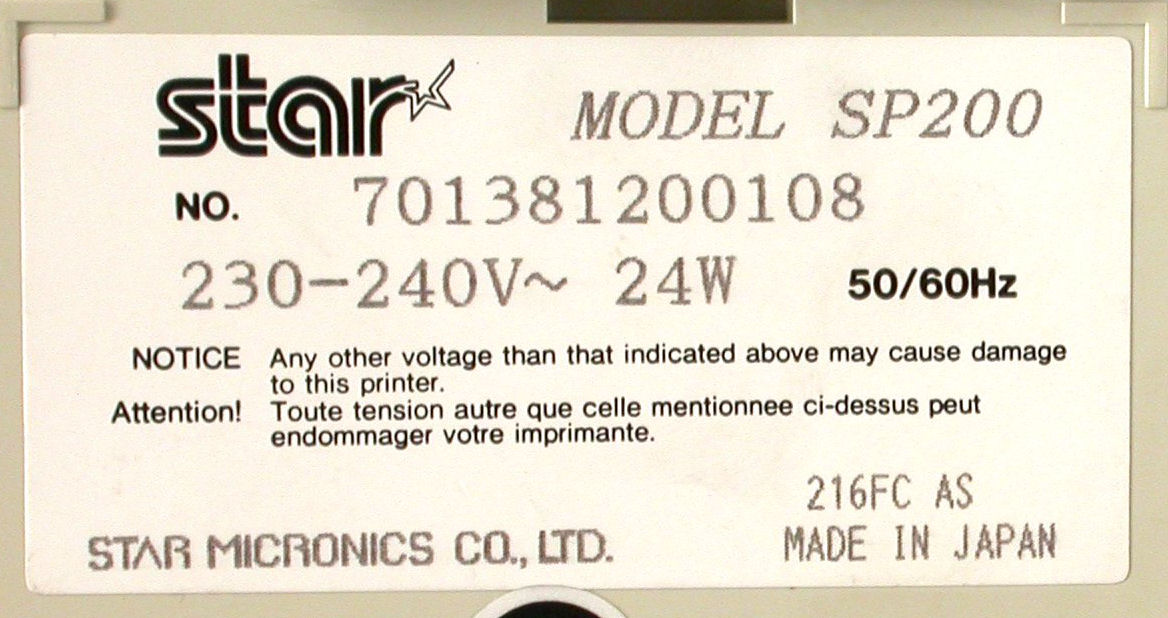 star MODEL SP200
NO. 701381200108
230-240V~ 24W 50/60Hz
NOTICE Any other voltage than that indicated above may cause damage
to this printer.
Attention! Toute tension autre que celle mentionnee ci-dessus peut
endommager votre imprimante.
216FC AS
STAR MICRONICS CO., LTD. MADE IN JAPAN